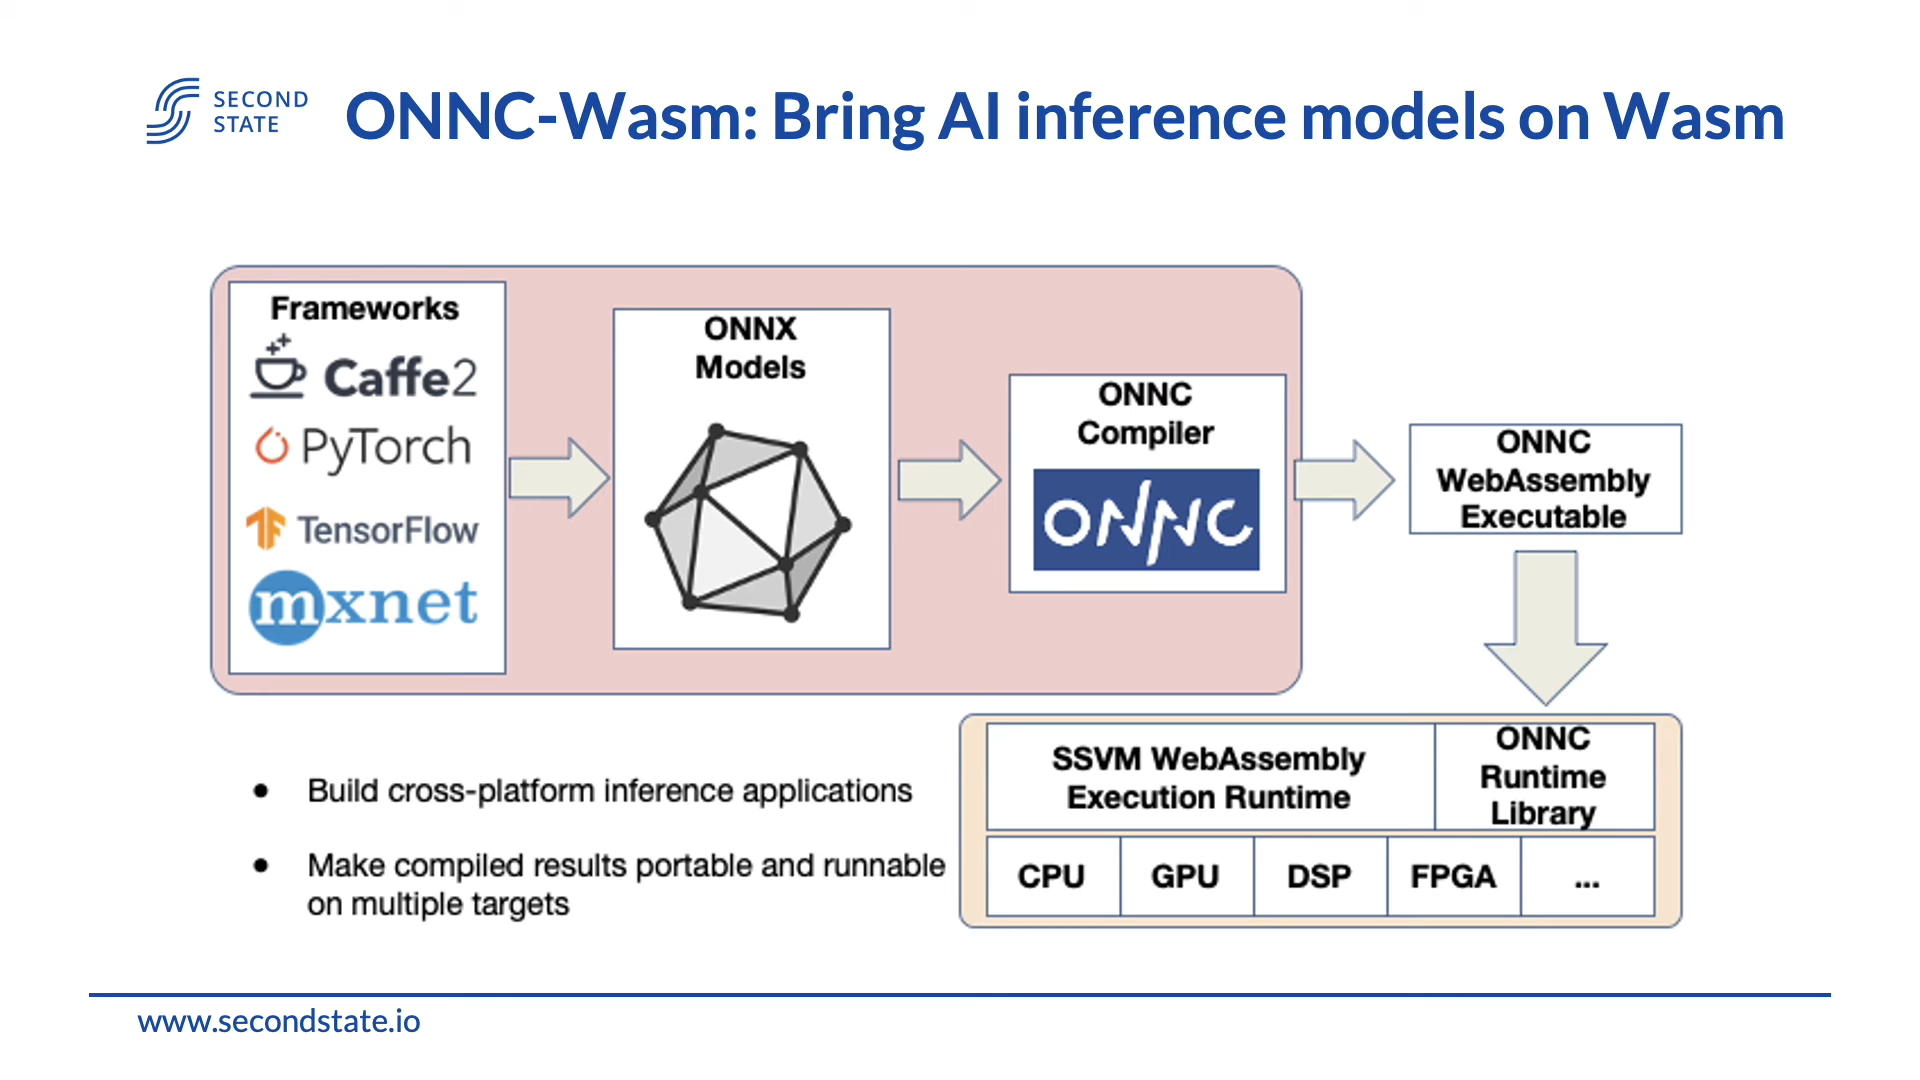 SECOND
STATE
ONNC-Wasm: Bring AI inference models on Wasm
Frameworks
Caffe2
PyTorch
TensorFlow
mxnet
ONNX
Models
ONNC
Compiler
ONNC
ONNC
WebAssembly
Executable
SSVM WebAssembly
Execution Runtime
ONNC
Runtime
Library
CPU
GPU
DSP
FPGA
...
● Build cross-platform inference applications
● Make compiled results portable and runnable
on multiple targets
www.secondstate.io